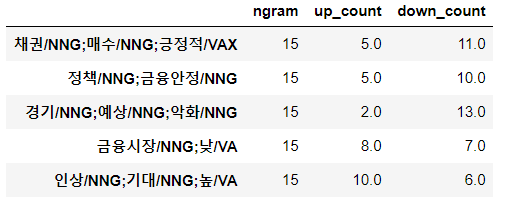 ngram up_count down_count
채권/NNG;매수/NNG;긍정적/VAX 15 5.0 11.0
정책/NNG;금융안정/NNG 15 5.0 10.0
경기/NNG;예상/NNG;악화/NNG 15 2.0 13.0
금융시장/NNG;낮/VA 15 8.0 7.0
인상/NNG;기대/NNG;높/VA 15 10.0 6.0